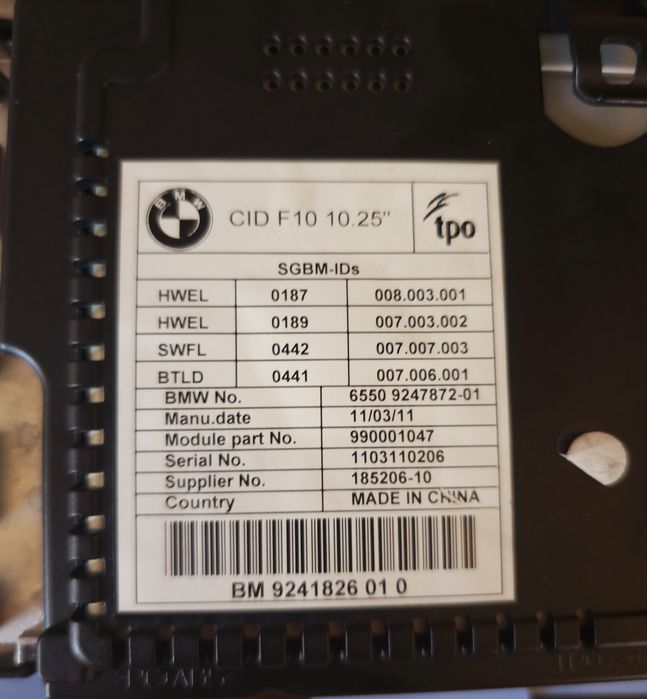 BMW
CID F10 10.25"
tpo
SGBM-IDs
HWEL 0187 008.003.001
HWEL 0189 007.003.002
SWFL 0442 007.007.003
BTLD 0441 007.006.001
BMW No. 6550 9247872-01
Manu.date 11/03/11
Module part No. 990001047
Serial No. 1103110206
Supplier No. 185206-10
Country MADE IN CHINA
BM 9241826 01 0